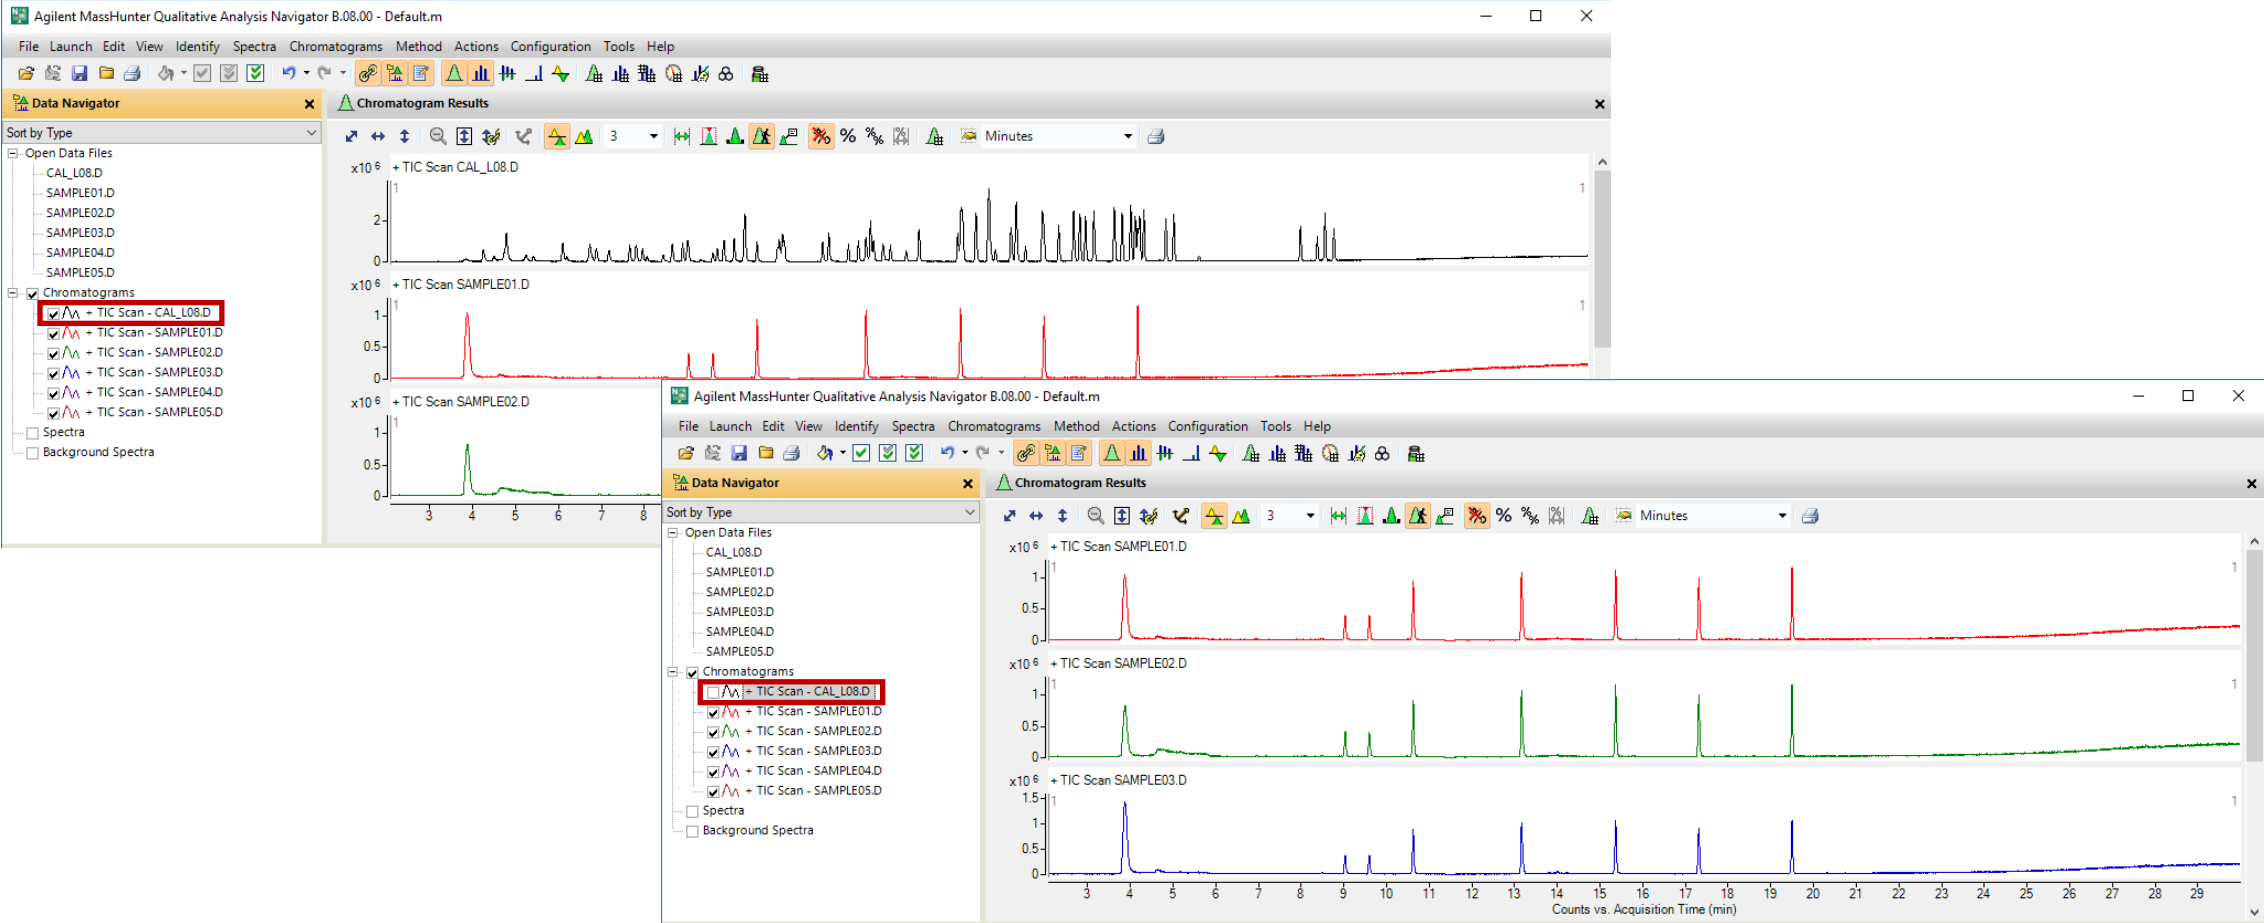 Agilent MassHunter Qualitative Analysis Navigator B.08.00 - Default.m
File Launch Edit View Identify Spectra Chromatograms Method Actions Configuration Tools Help
Data Navigator
Sort by Type
Open Data Files
CAL_L08.D
SAMPLE01.D
SAMPLE02.D
SAMPLE03.D
SAMPLE04.D
SAMPLE05.D
Chromatograms
+ TIC Scan - CAL_L08.D
+ TIC Scan - SAMPLE01.D
+ TIC Scan - SAMPLE02.D
+ TIC Scan - SAMPLE03.D
+ TIC Scan - SAMPLE04.D
+ TIC Scan - SAMPLE05.D
Spectra
Background Spectra
Chromatogram Results
3 % Minutes
x10 6 + TIC Scan CAL_L08.D
1 1
2
0
x10 6 + TIC Scan SAMPLE01.D
1 1
1
0.5
0
x10 6 + TIC Scan SAMPLE02.D
1
1
0.5
0
3 4 5 6 7 8
Agilent MassHunter Qualitative Analysis Navigator B.08.00 - Default.m
File Launch Edit View Identify Spectra Chromatograms Method Actions Configuration Tools Help
Data Navigator
Sort by Type
Open Data Files
CAL_L08.D
SAMPLE01.D
SAMPLE02.D
SAMPLE03.D
SAMPLE04.D
SAMPLE05.D
Chromatograms
+ TIC Scan - CAL_L08.D
+ TIC Scan - SAMPLE01.D
+ TIC Scan - SAMPLE02.D
+ TIC Scan - SAMPLE03.D
+ TIC Scan - SAMPLE04.D
+ TIC Scan - SAMPLE05.D
Spectra
Background Spectra
Chromatogram Results
3 % Minutes
x10 6 + TIC Scan SAMPLE01.D
1 1
1
0.5
0
x10 6 + TIC Scan SAMPLE02.D
1 1
1
0.5
0
x10 6 + TIC Scan SAMPLE03.D
1.5 1 1
1
0.5
0
3 4 5 6 7 8 9 10 11 12 13 14 15 16 17 18 19 20 21 22 23 24 25 26 27 28 29
Counts vs. Acquisition Time (min)